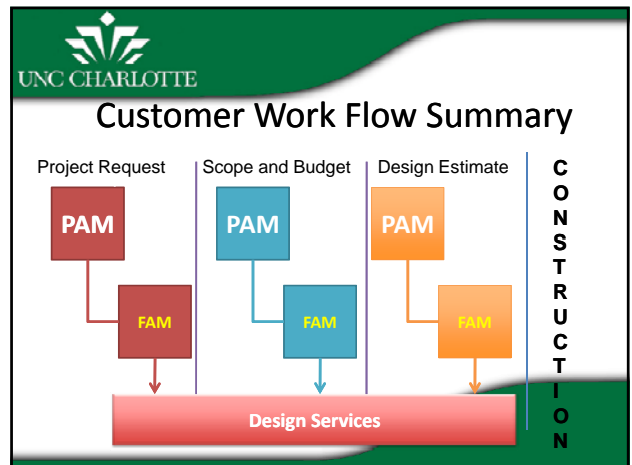 UNC CHARLOTTE
Customer Work Flow Summary
Project Request
Scope and Budget
Design Estimate
PAM
PAM
PAM
FAM
FAM
FAM
Design Services
CONSTRUCTION